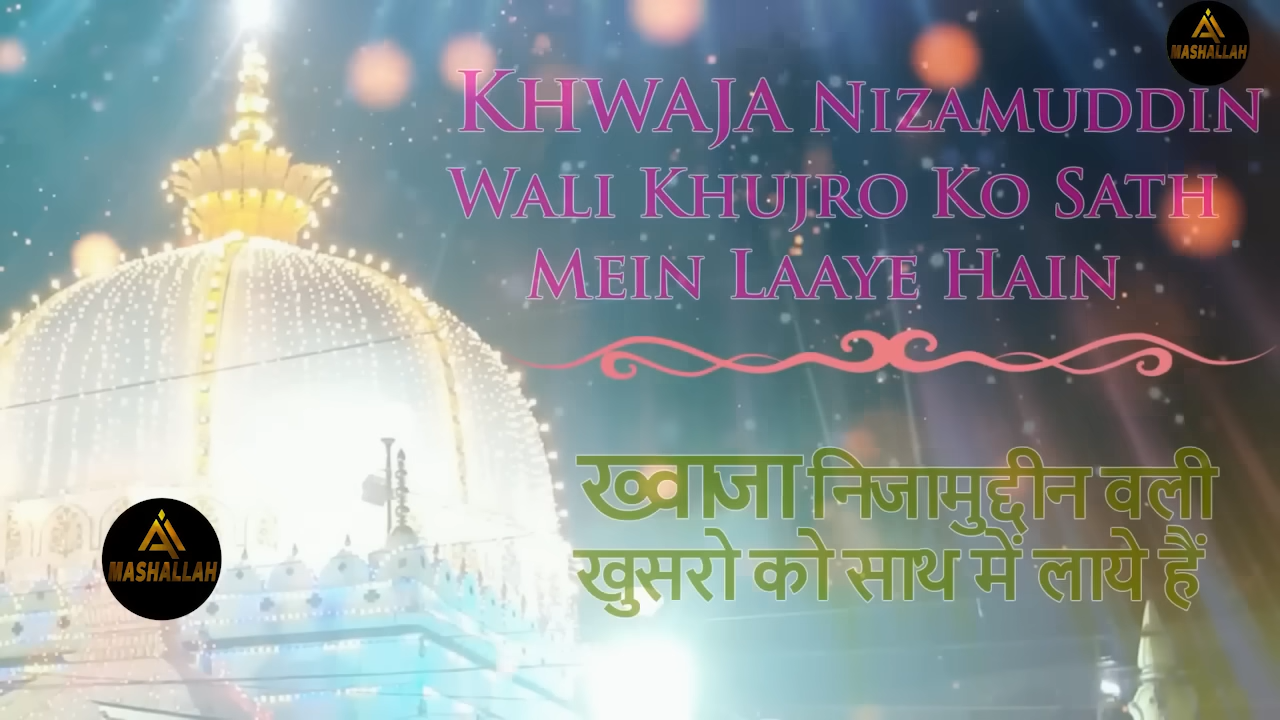 MASHALLAH
KHWAJA NIZAMUDDIN
WALI KHUJRO KO SATH
MEIN LAAYE HAIN
ख्वाजा निजामुद्दीन वली
खुसरो को साथ में लाये हैं
MASHALLAH